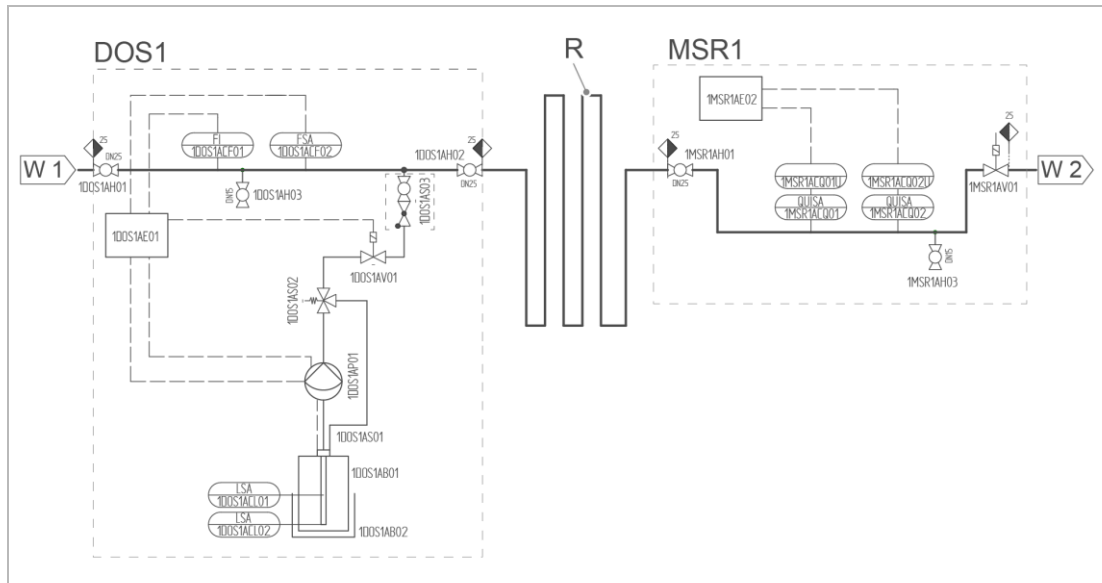 DOS1
R
MSR1
W 1
25
DN25
1DOS1AH01
FI
1DOS1ACF01
FSA
1DOS1ACF02
1DOS1AH02
25
DN25
DN15
1DOS1AH03
1DOS1AS03
1DOS1AE01
1DOS1AV01
1DOS1AS02
1DOS1AP01
1DOS1AS01
1DOS1AB01
LSA
1DOS1ACL01
LSA
1DOS1ACL02
1DOS1AB02
1MSR1AE02
25
1MSR1AH01
DN25
1MSR1ACQ01U
QUISA
1MSR1ACQ01
1MSR1ACQ02U
QUISA
1MSR1ACQ02
25
1MSR1AV01
W 2
DN15
1MSR1AH03